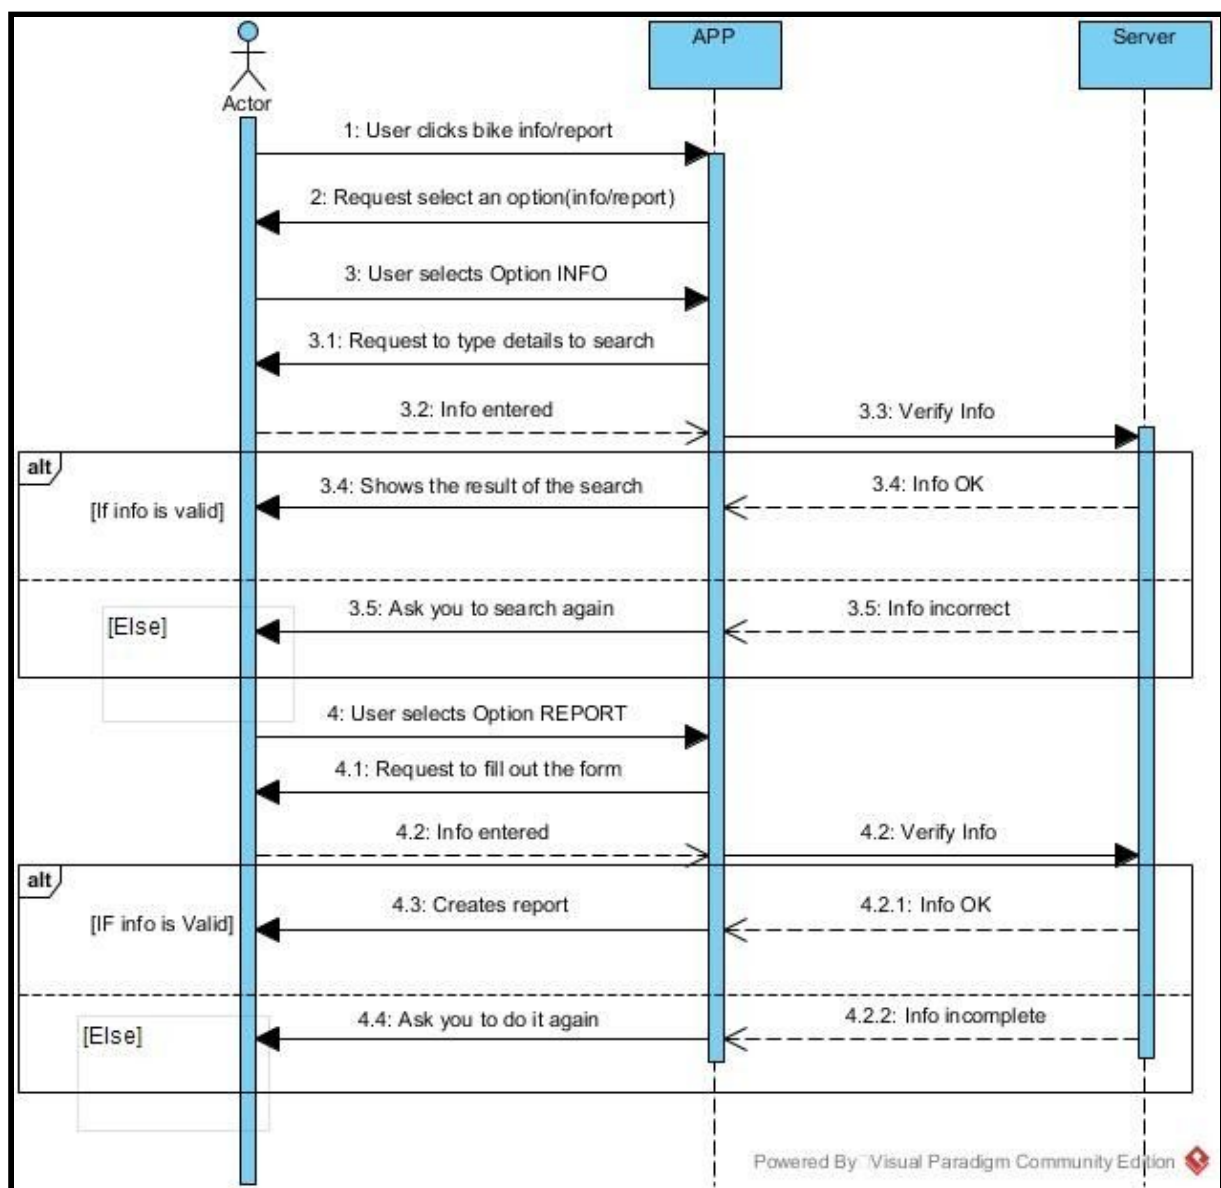 APP
Server
Actor
1: User clicks bike info/report
2: Request select an option(info/report)
3: User selects Option INFO
3.1: Request to type details to search
3.2: Info entered
3.3: Verify Info
alt
3.4: Shows the result of the search
3.4: Info OK
[If info is valid]
3.5: Ask you to search again
3.5: Info incorrect
[Else]
4: User selects Option REPORT
4.1: Request to fill out the form
4.2: Info entered
4.2: Verify Info
alt
4.3: Creates report
4.2.1: Info OK
[IF info is Valid]
4.4: Ask you to do it again
4.2.2: Info incomplete
[Else]
Powered By Visual Paradigm Community Edition